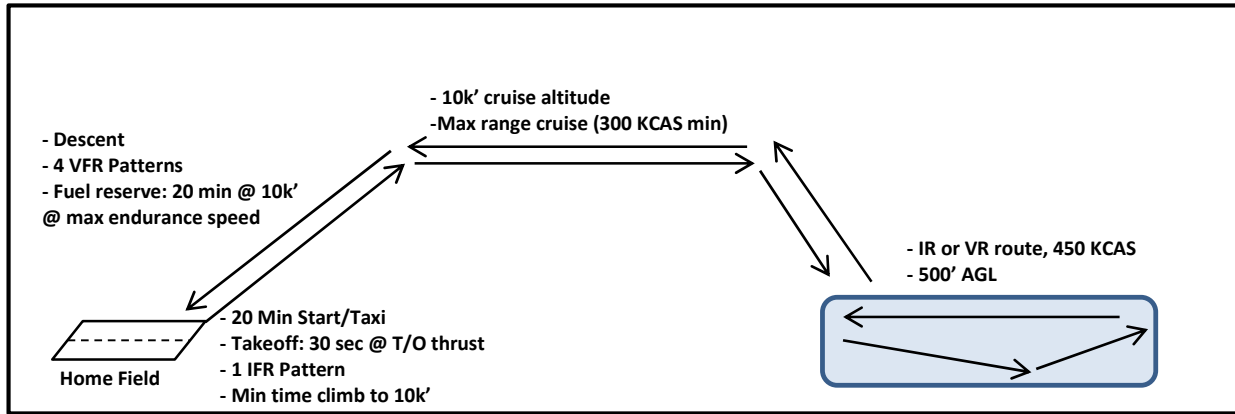 - 10k’ cruise altitude
-Max range cruise (300 KCAS min)
- Descent
- 4 VFR Patterns
- Fuel reserve: 20 min @ 10k’
@ max endurance speed
- IR or VR route, 450 KCAS
- 500’ AGL
- 20 Min Start/Taxi
- Takeoff: 30 sec @ T/O thrust
- 1 IFR Pattern
- Min time climb to 10k’
Home Field